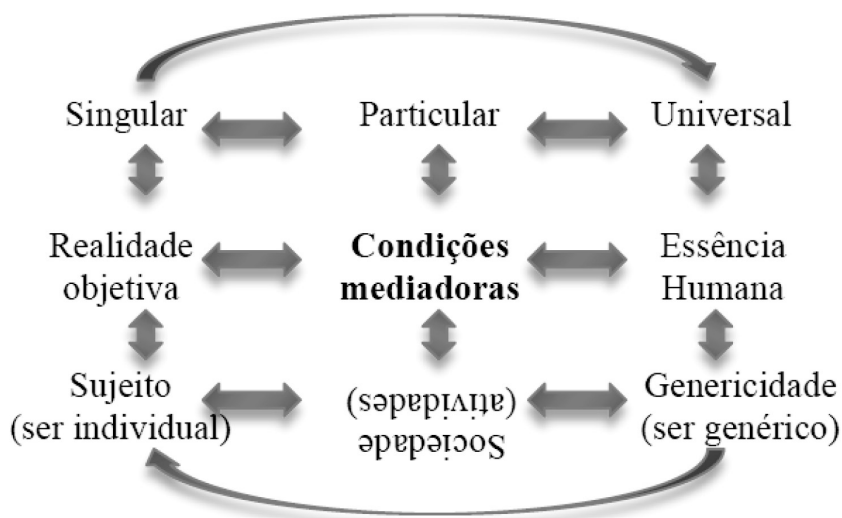 Singular
Particular
Universal
Realidade
objetiva
Condições
mediadoras
Essência
Humana
Sujeito
(ser individual)
Sociedade
(atividades)
Genericidade
(ser genérico)